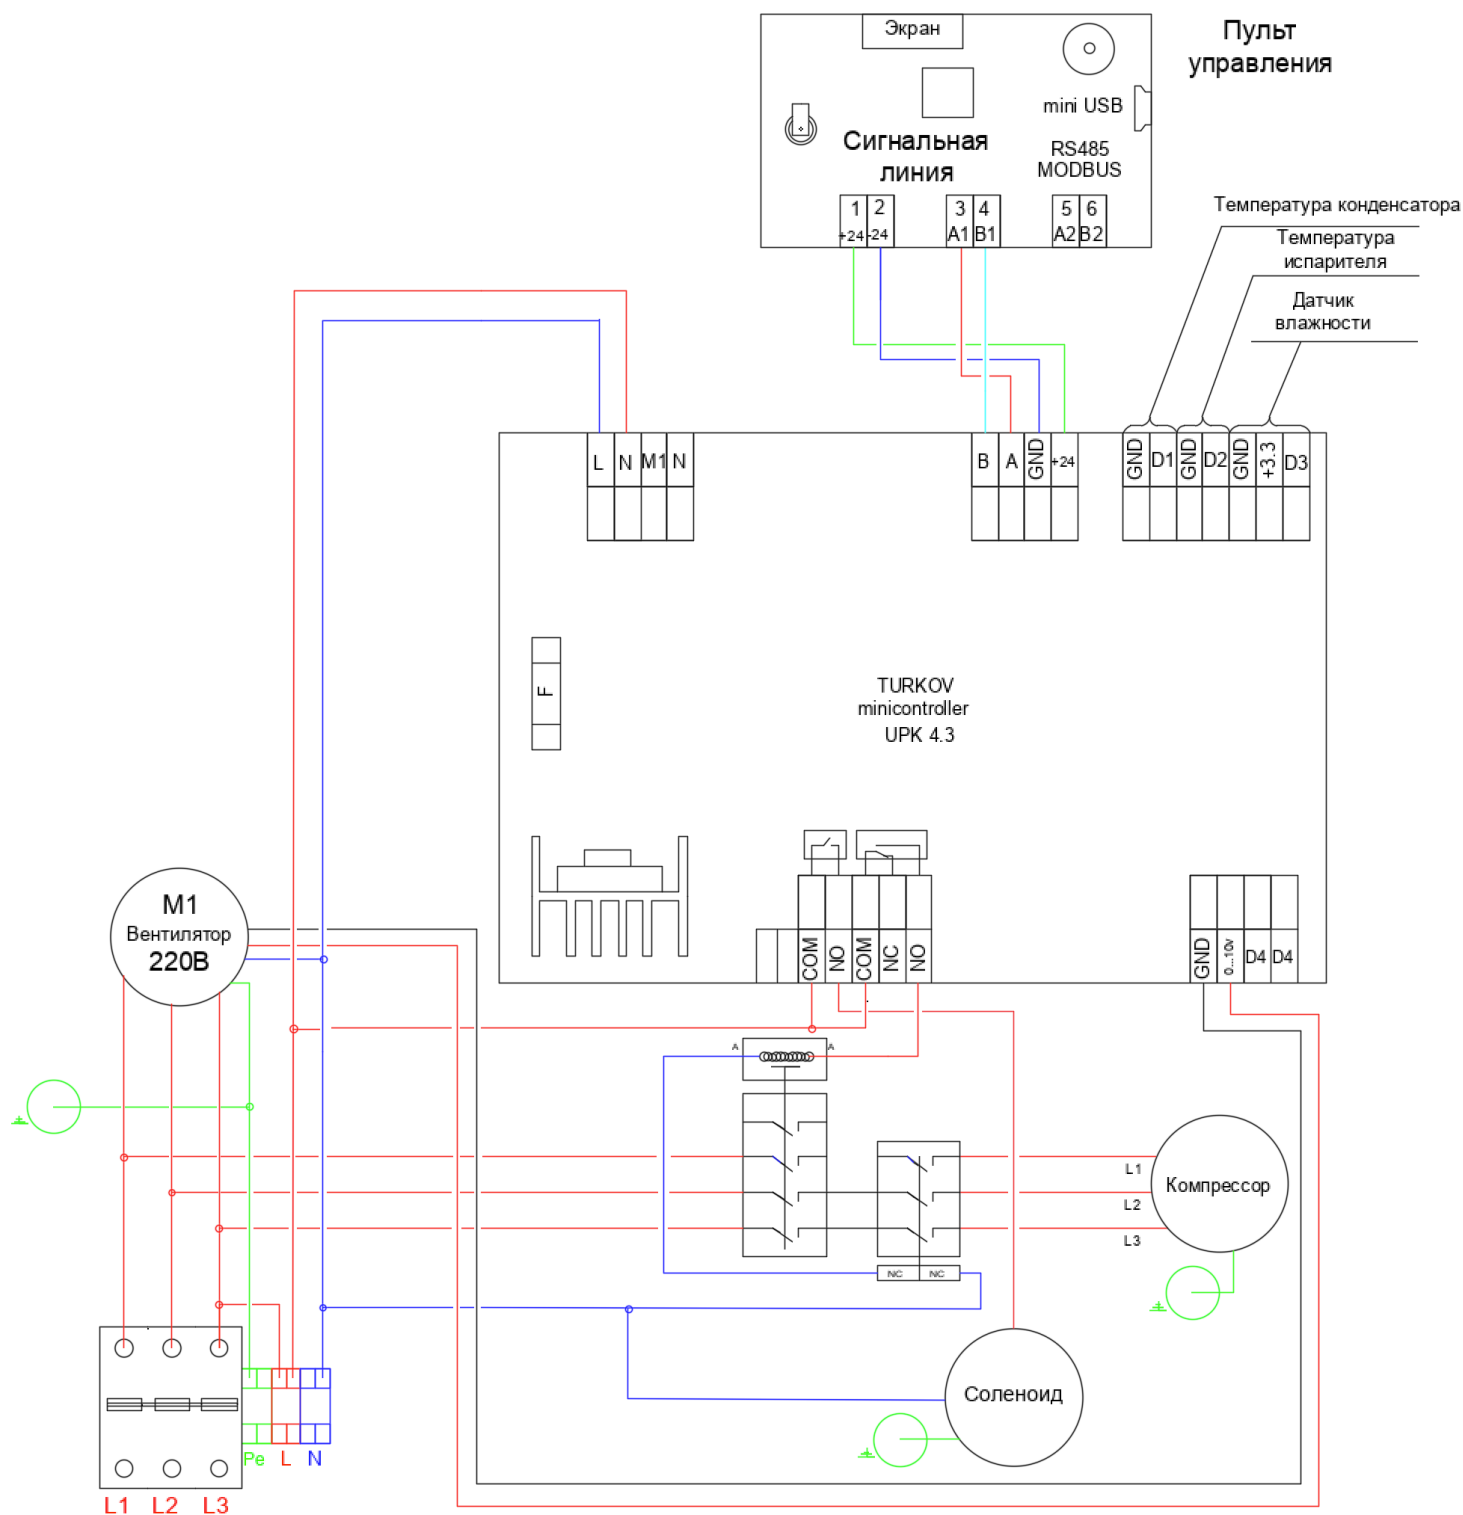 Экран
Пульт
управления
mini USB
Сигнальная
линия
RS485
MODBUS
1 2 3 4 5 6
+24 -24 A1 B1 A2 B2
Температура конденсатора
Температура
испарителя
Датчик
влажности
L N M1 N
B A GND +24
GND D1 GND D2 GND +3.3 D3
F
TURKOV
minicontroller
UPK 4.3
M1
Вентилятор
220В
COM NO COM NC NO
GND 0...10v D4 D4
A A
L1
L2
L3
Компрессор
NC NC
Соленоид
Pe L N
L1 L2 L3